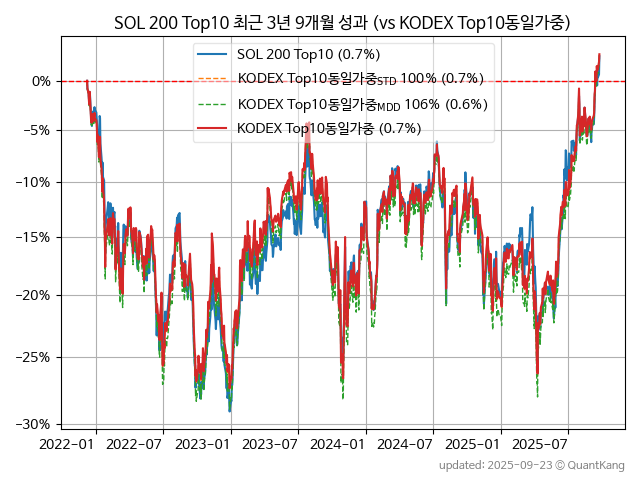 SOL 200 Top10 최근 3년 9개월 성과 (vs KODEX Top10동일가중)
SOL 200 Top10 (0.7%)
KODEX Top10동일가중STD 100% (0.7%)
KODEX Top10동일가중MDD 106% (0.6%)
KODEX Top10동일가중 (0.7%)
0%
−5%
−10%
−15%
−20%
−25%
−30%
2022-01 2022-07 2023-01 2023-07 2024-01 2024-07 2025-01 2025-07
updated: 2025-09-23 ⓒ QuantKang